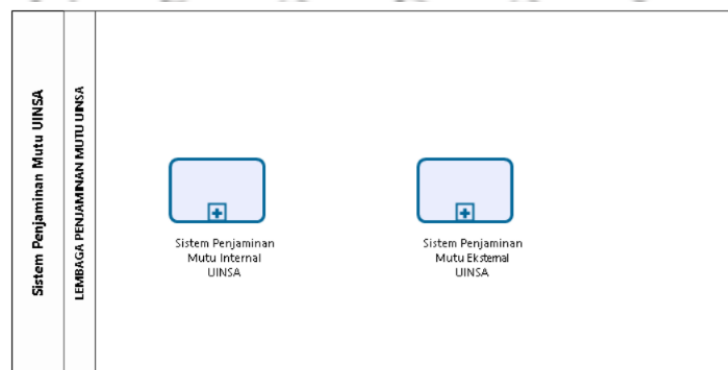 Sistem Penjaminan Mutu UINSA
LEMBAGA PENJAMINAN MUTU UINSA
Sistem Penjaminan
Mutu Internal
UINSA
Sistem Penjaminan
Mutu Eksternal
UINSA